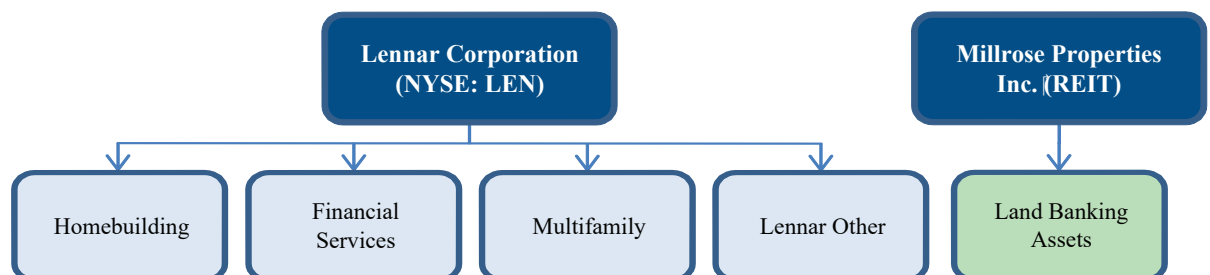 Lennar Corporation
(NYSE: LEN)
Millrose Properties
Inc. (REIT)
Homebuilding
Financial
Services
Multifamily
Lennar Other
Land Banking
Assets